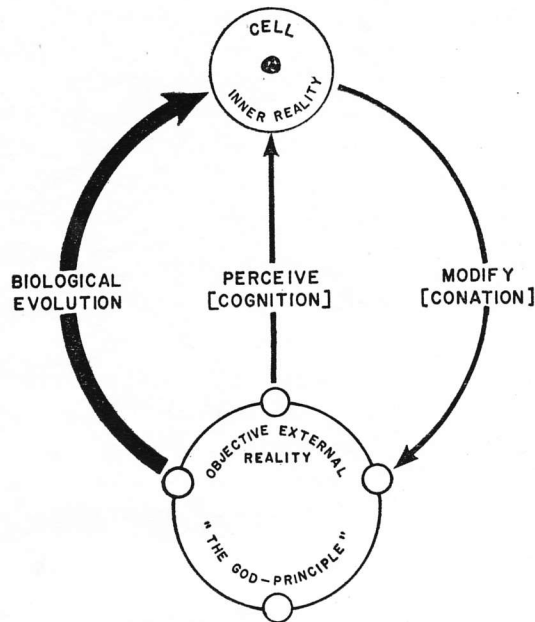 CELL
INNER REALITY
BIOLOGICAL
EVOLUTION
PERCEIVE
[COGNITION]
MODIFY
[CONATION]
OBJECTIVE EXTERNAL
REALITY
"THE GOD-PRINCIPLE"